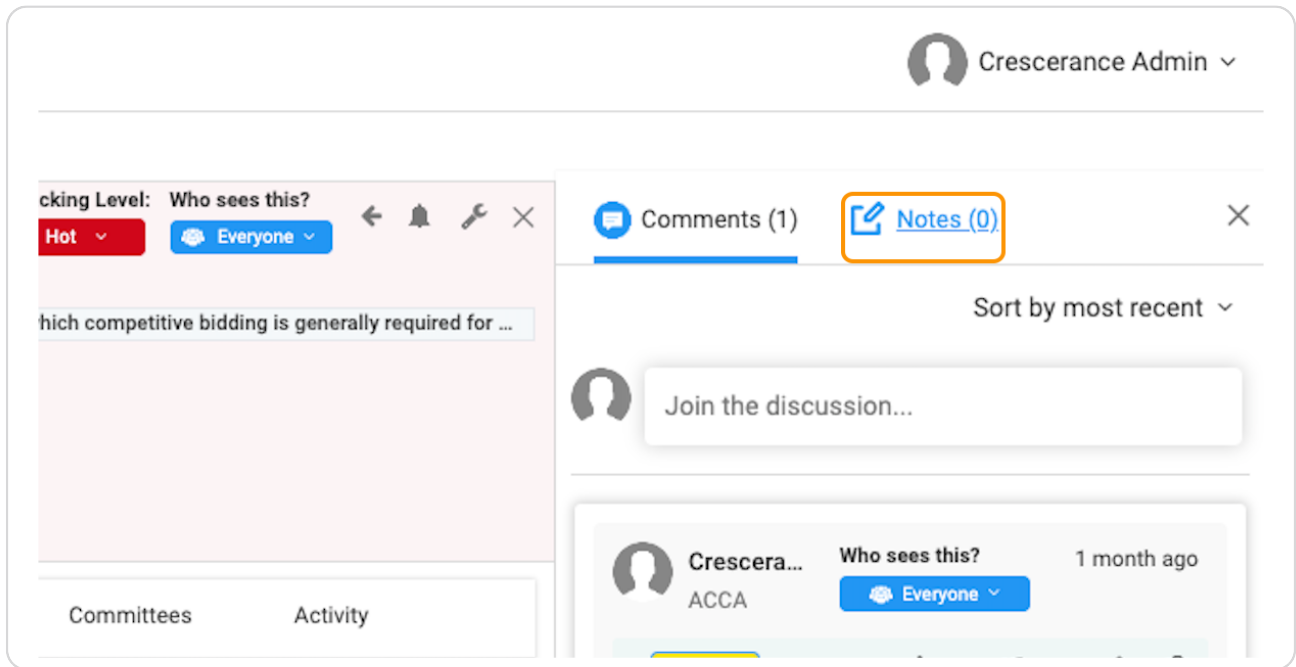 Crescerance Admin
cking Level: Who sees this?
Hot Everyone
Comments (1) Notes (0)
Sort by most recent
hich competitive bidding is generally required for ...
Join the discussion...
Crescera... Who sees this? 1 month ago
ACCA Everyone
Committees Activity